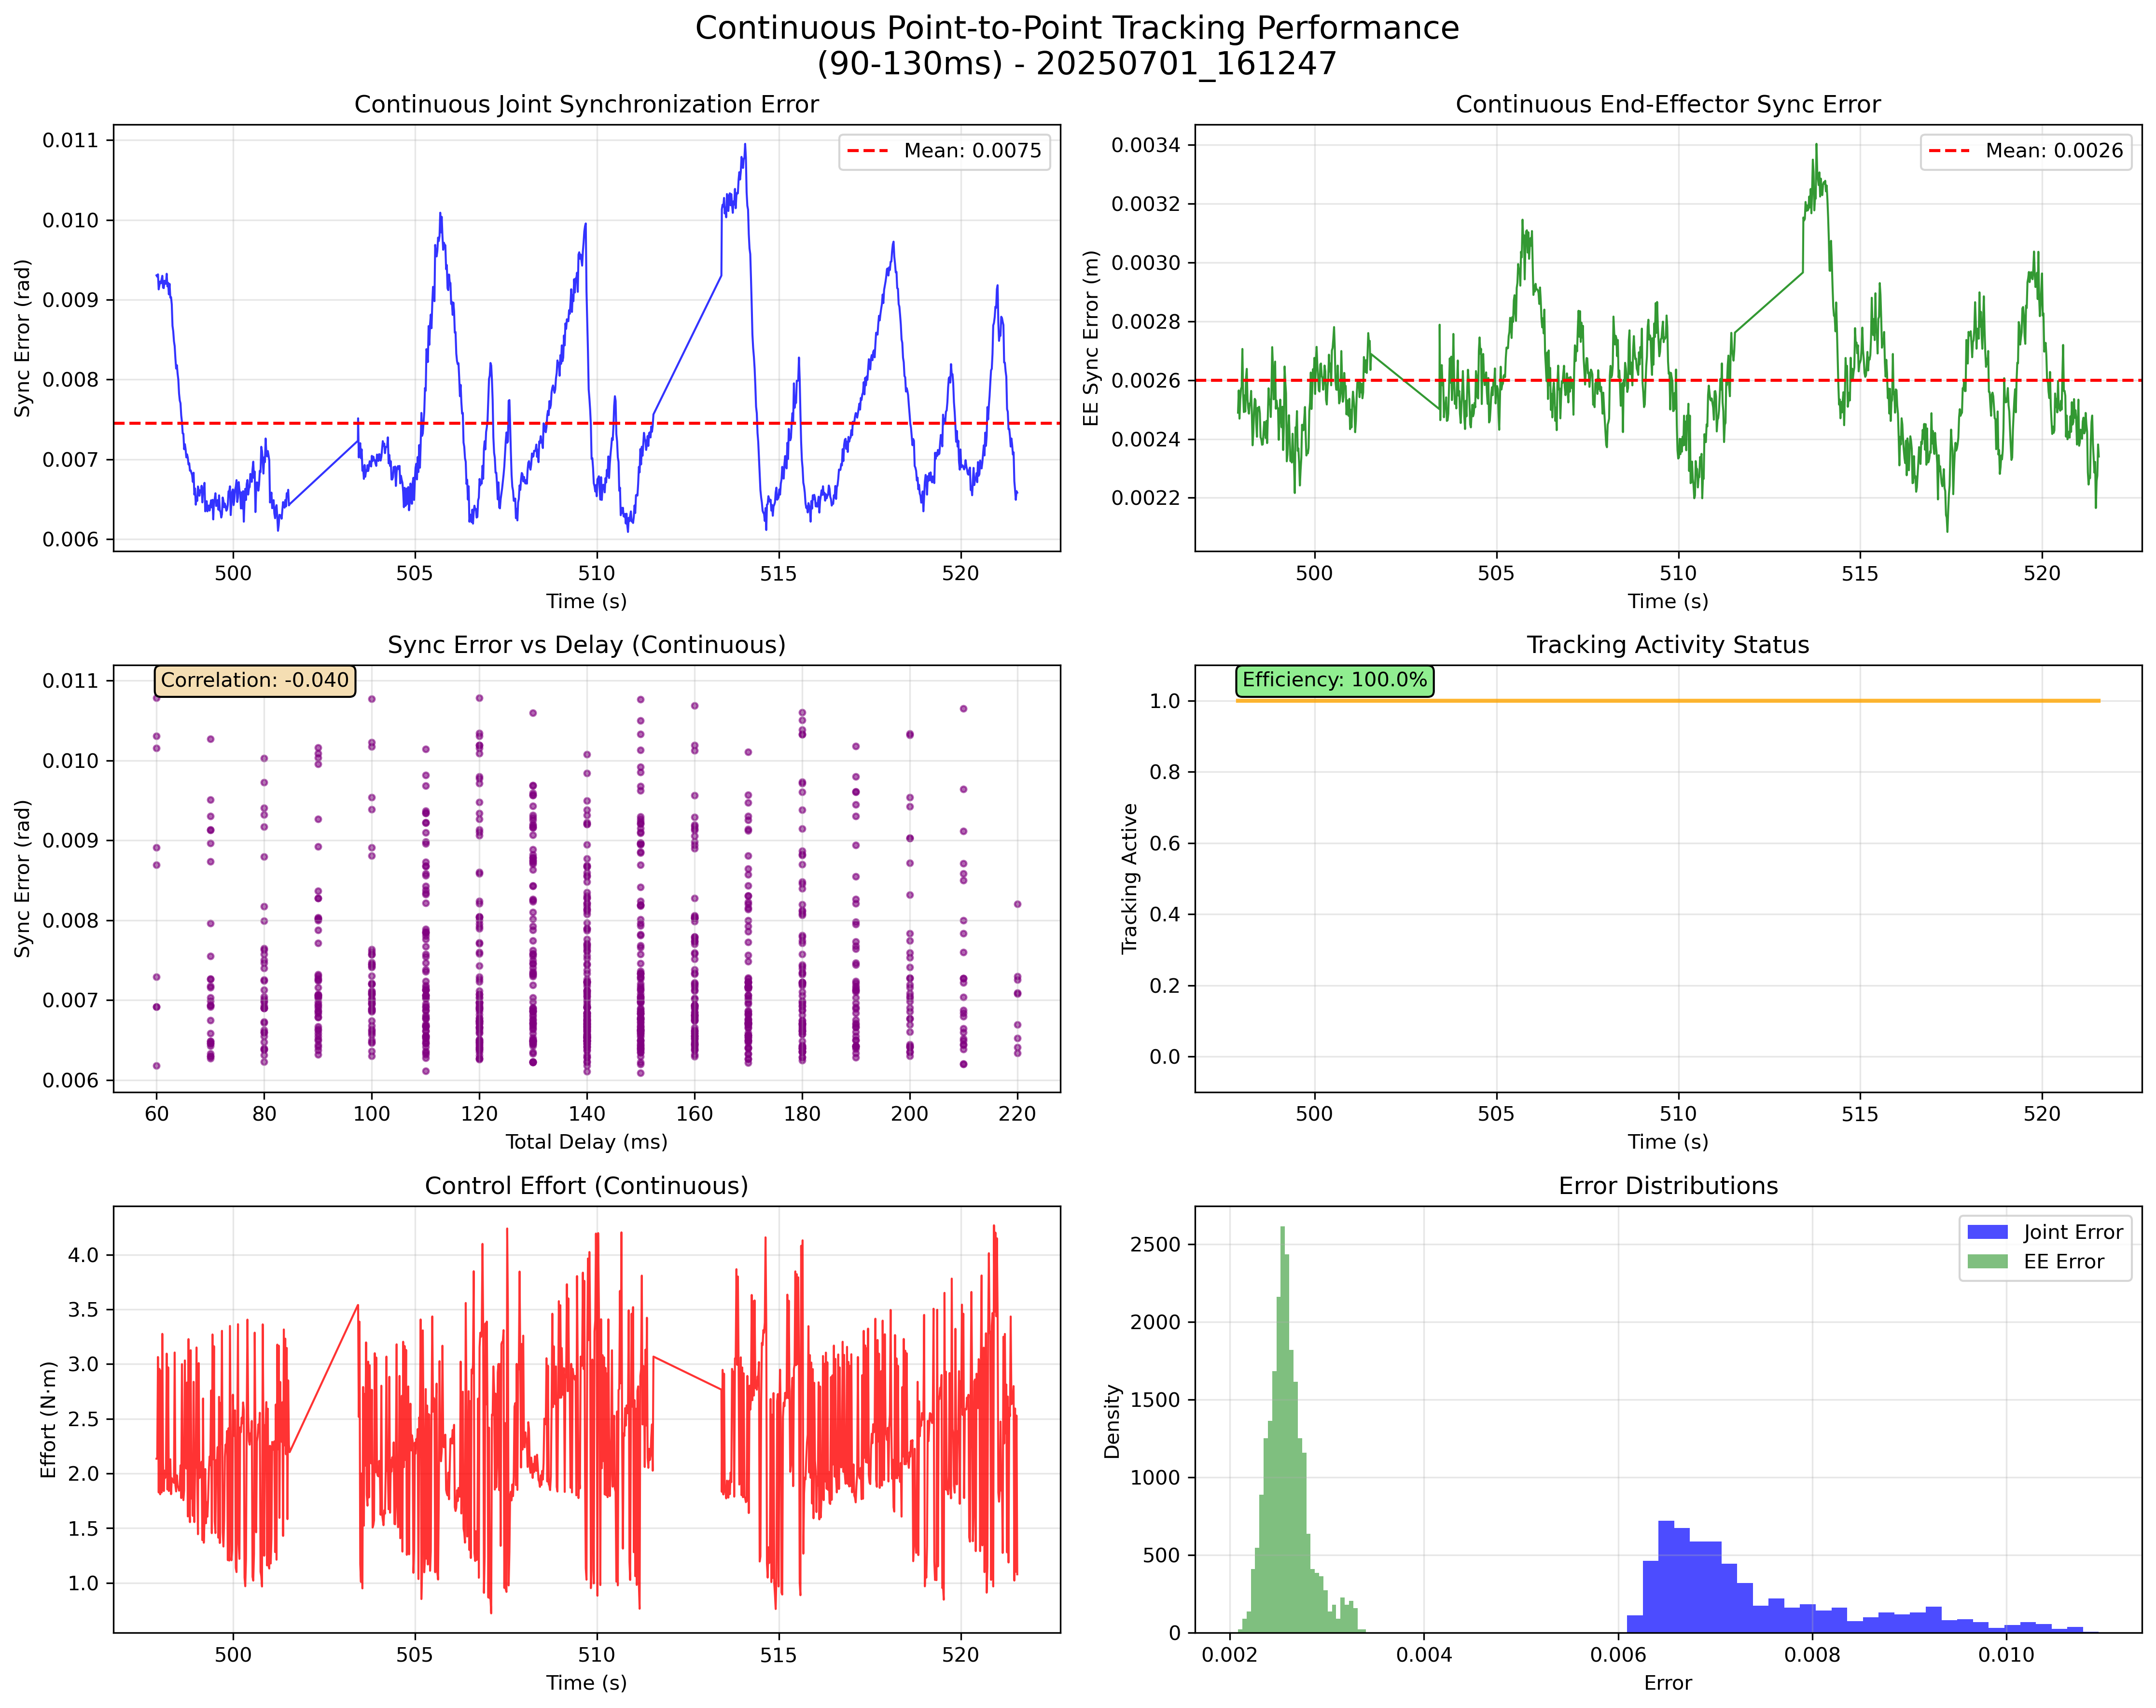 Continuous Point-to-Point Tracking Performance
(90-130ms) - 20250701_161247
Continuous Joint Synchronization Error
Sync Error (rad)
0.011
0.010
0.009
0.008
0.007
0.006
Mean: 0.0075
500 505 510 515 520
Time (s)
Continuous End-Effector Sync Error
EE Sync Error (m)
0.0034
0.0032
0.0030
0.0028
0.0026
0.0024
0.0022
Mean: 0.0026
500 505 510 515 520
Time (s)
Sync Error vs Delay (Continuous)
Sync Error (rad)
0.011
0.010
0.009
0.008
0.007
0.006
Correlation: -0.040
60 80 100 120 140 160 180 200 220
Total Delay (ms)
Tracking Activity Status
Tracking Active
1.0
0.8
0.6
0.4
0.2
0.0
Efficiency: 100.0%
500 505 510 515 520
Time (s)
Control Effort (Continuous)
Effort (N·m)
4.0
3.5
3.0
2.5
2.0
1.5
1.0
500 505 510 515 520
Time (s)
Error Distributions
Density
2500
2000
1500
1000
500
0
Joint Error
EE Error
0.002 0.004 0.006 0.008 0.010
Error